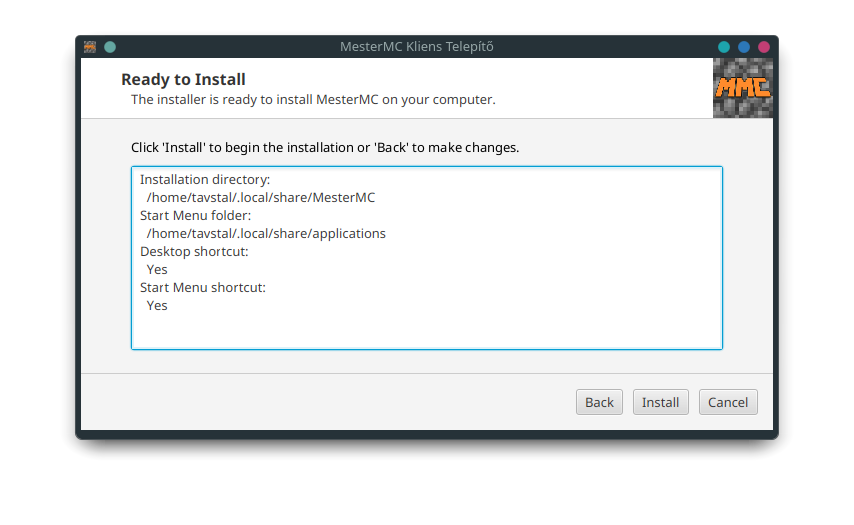 MesterMC Kliens Telepítő
Ready to Install
The installer is ready to install MesterMC on your computer.
MMC
Click 'Install' to begin the installation or 'Back' to make changes.
Installation directory:
/home/tavstal/.local/share/MesterMC
Start Menu folder:
/home/tavstal/.local/share/applications
Desktop shortcut:
Yes
Start Menu shortcut:
Yes
Back
Install
Cancel